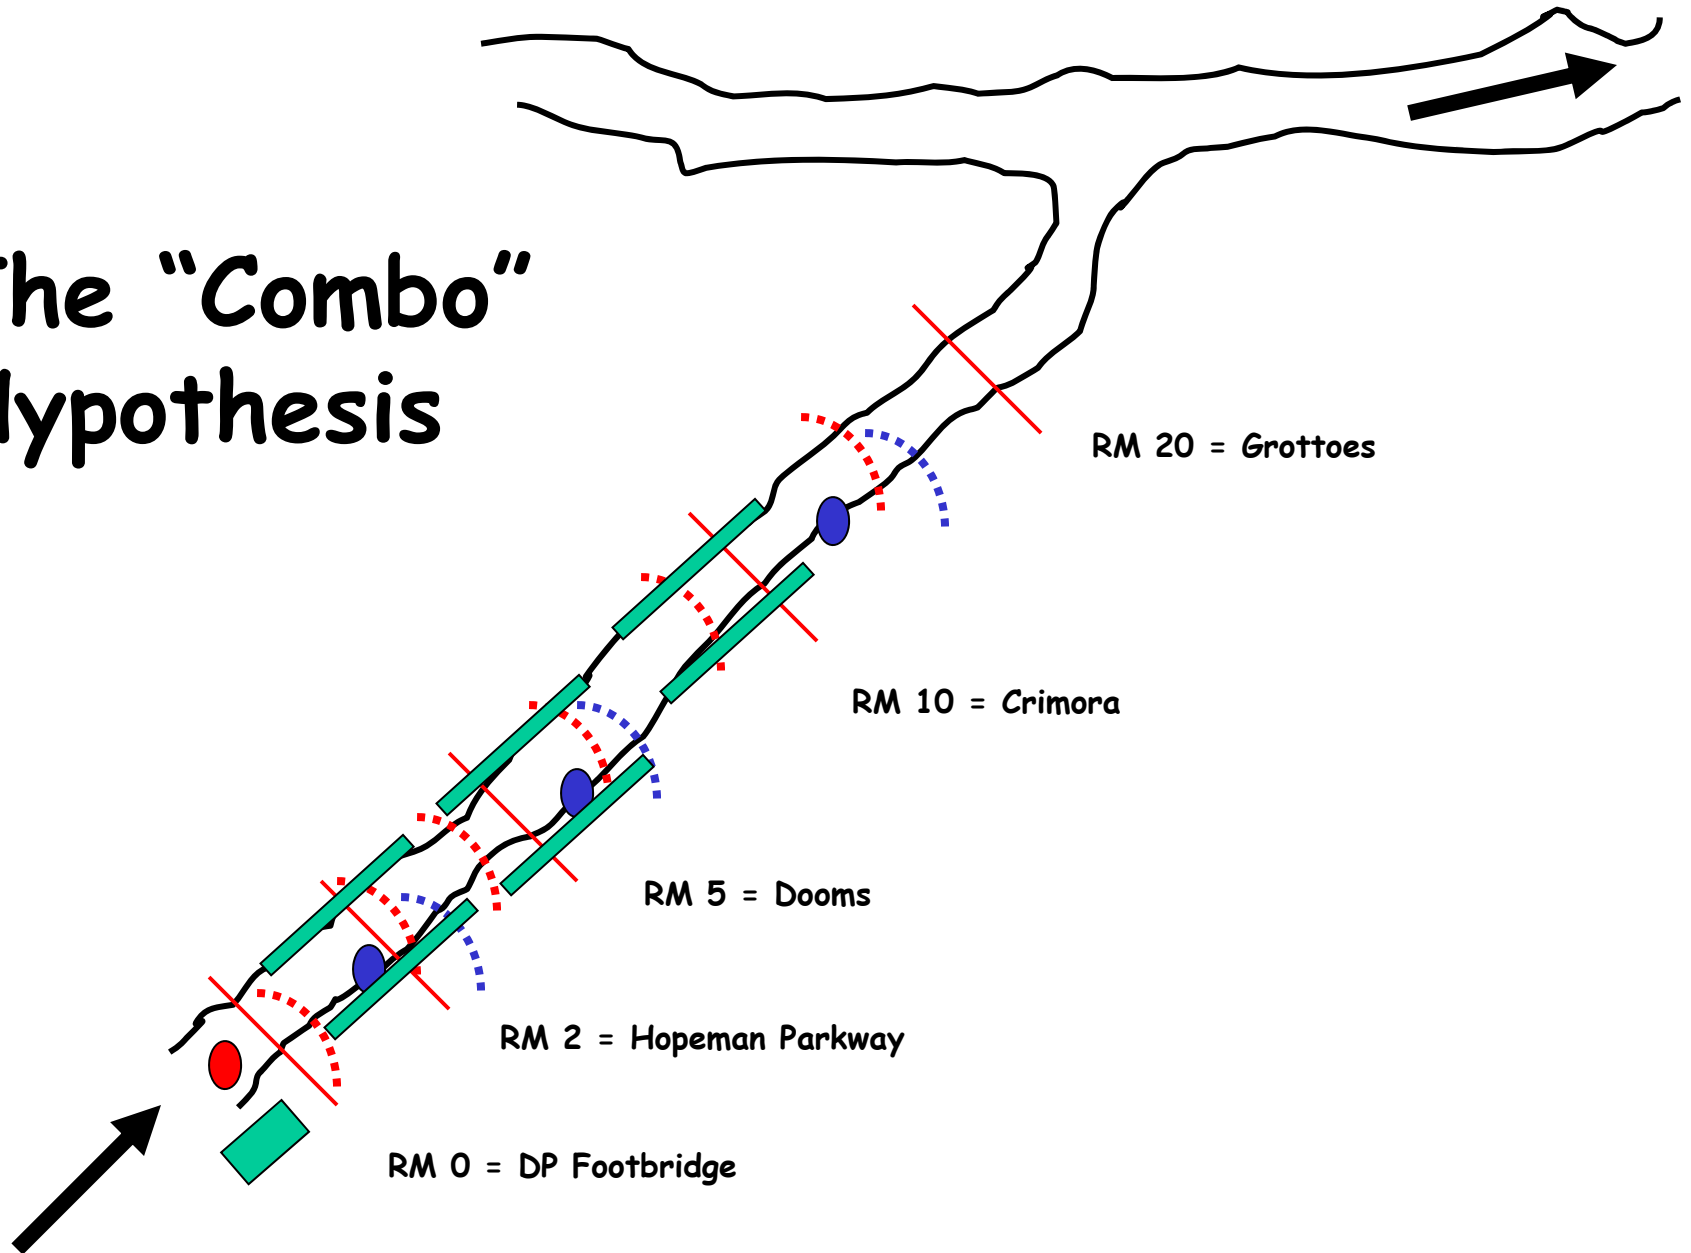 he “Combo”
ypothesis
RM 20 = Grottoes
RM 10 = Crimora
RM 5 = Dooms
RM 2 = Hopeman Parkway
RM 0 = DP Footbridge